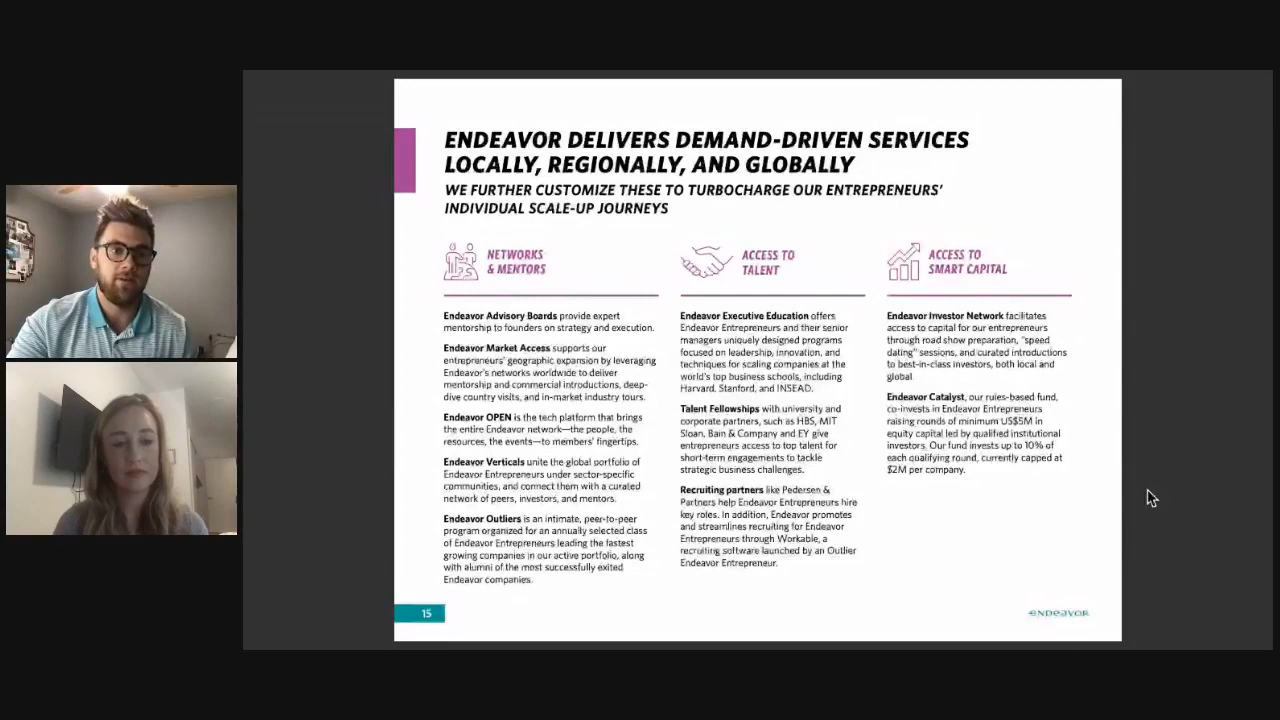 ENDEAVOR DELIVERS DEMAND-DRIVEN SERVICES
LOCALLY, REGIONALLY, AND GLOBALLY
WE FURTHER CUSTOMIZE THESE TO TURBOCHARGE OUR ENTREPRENEURS'
INDIVIDUAL SCALE-UP JOURNEYS
NETWORKS
& MENTORS
Endeavor Advisory Boards provide expert
mentorship to founders on strategy and execution.
Endeavor Market Access supports our
entrepreneurs' geographic expansion by leveraging
Endeavor's networks worldwide to deliver
mentorship and commercial introductions, deep-
dive country visits, and in-market industry tours.
Endeavor OPEN is the tech platform that brings
the entire Endeavor network—the people, the
resources, the events—to members' fingertips.
Endeavor Verticals unite the global portfolio of
Endeavor Entrepreneurs under sector-specific
communities, and connect them with a curated
network of peers, investors, and mentors.
Endeavor Outliers is an intimate, peer-to-peer
program organized for an annually selected class
of Endeavor Entrepreneurs leading the fastest
growing companies in our active portfolio, along
with alumni of the most successfully exited
Endeavor companies.
ACCESS TO
TALENT
Endeavor Executive Education offers
Endeavor Entrepreneurs and their senior
managers uniquely designed programs
focused on leadership, innovation, and
techniques for scaling companies at the
world's top business schools, including
Harvard, Stanford, and INSEAD.
Talent Fellowships with university and
corporate partners, such as HBS, MIT
Sloan, Bain & Company and EY give
entrepreneurs access to top talent for
short-term engagements to tackle
strategic business challenges.
Recruiting partners like Pedersen &
Partners help Endeavor Entrepreneurs hire
key roles. In addition, Endeavor promotes
and streamlines recruiting for Endeavor
Entrepreneurs through Workable, a
recruiting software launched by an Outlier
Endeavor Entrepreneur.
ACCESS TO
SMART CAPITAL
Endeavor Investor Network facilitates
access to capital for our entrepreneurs
through road show preparation, "speed
dating" sessions, and curated introductions
to best-in-class investors, both local and
global
Endeavor Catalyst, our rules-based fund,
co-invests in Endeavor Entrepreneurs
raising rounds of minimum US$5M in
equity capital led by qualified institutional
investors. Our fund invests up to 10% of
each qualifying round, currently capped at
$2M per company.
15
ENDEAVOR